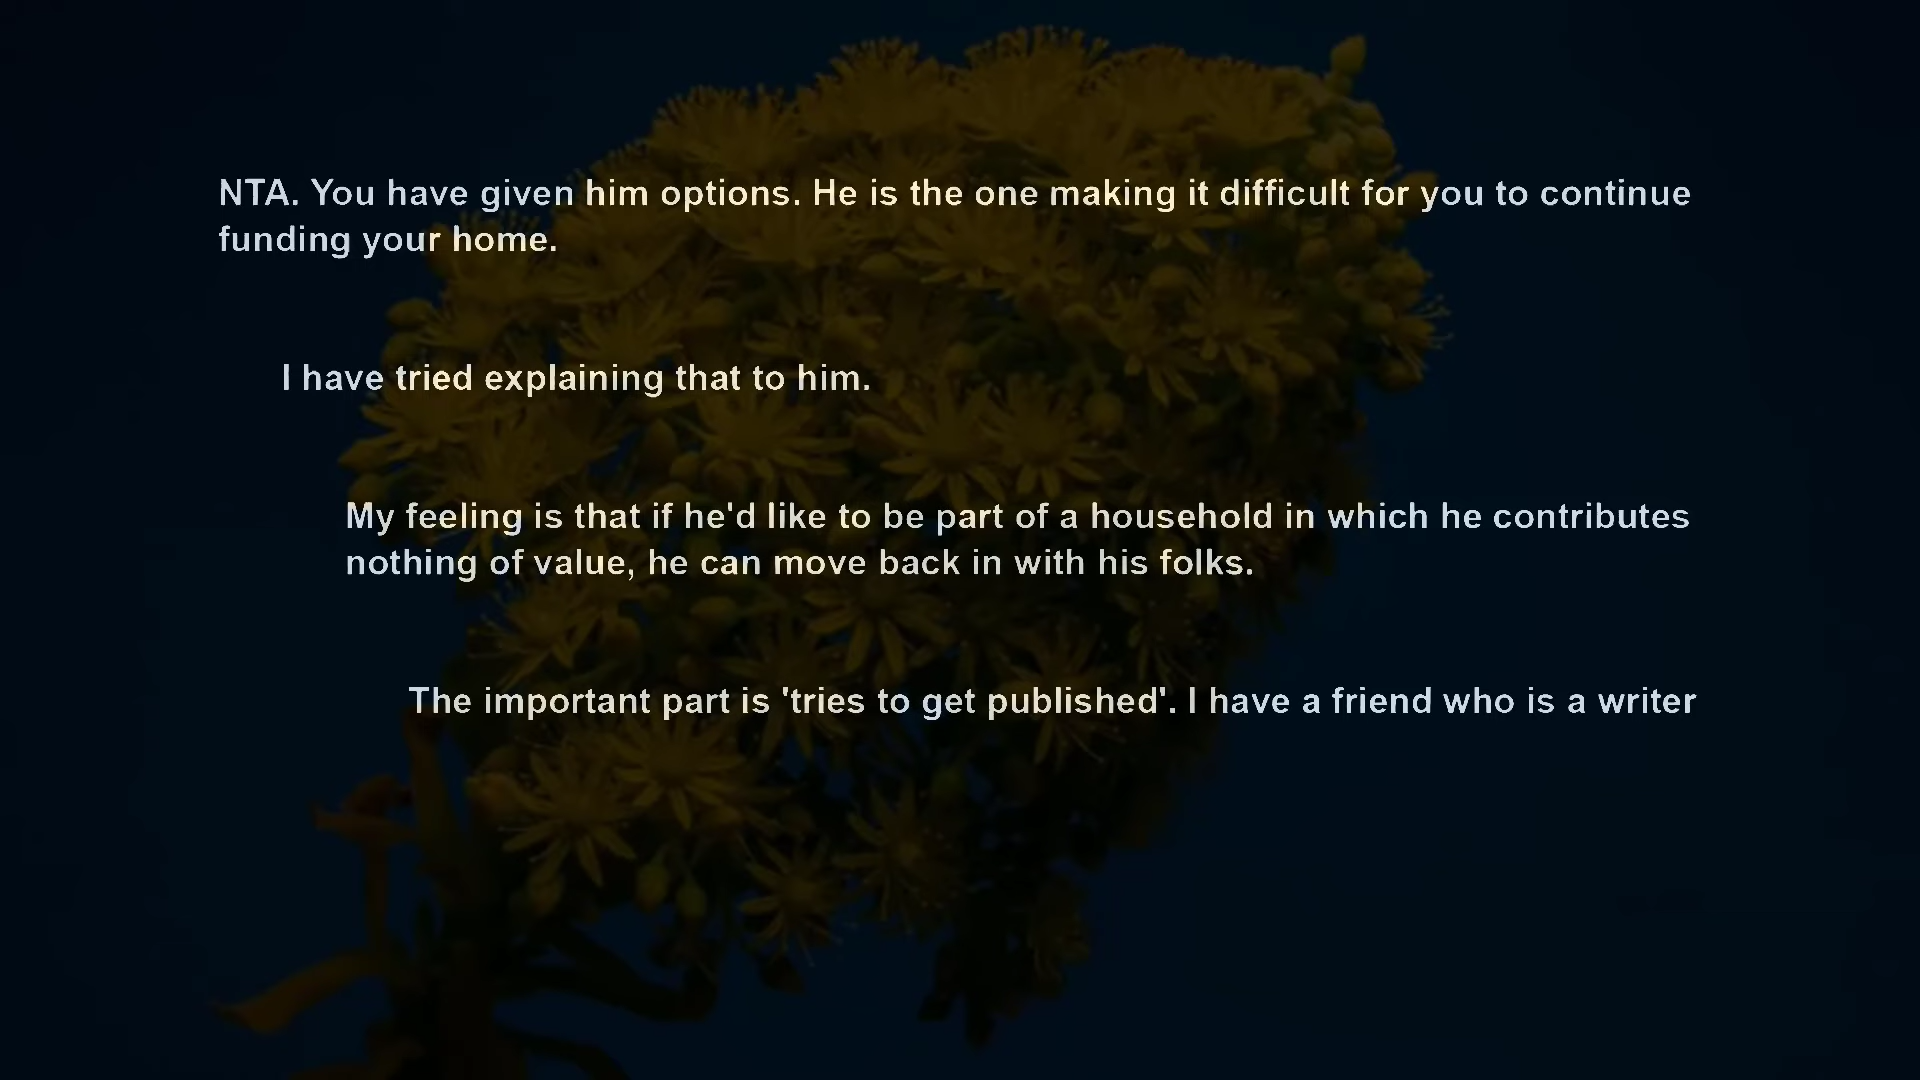 NTA. You have given him options. He is the one making it difficult for you to continue
funding your home.
I have tried explaining that to him.
My feeling is that if he'd like to be part of a household in which he contributes
nothing of value, he can move back in with his folks.
The important part is 'tries to get published'. I have a friend who is a writer